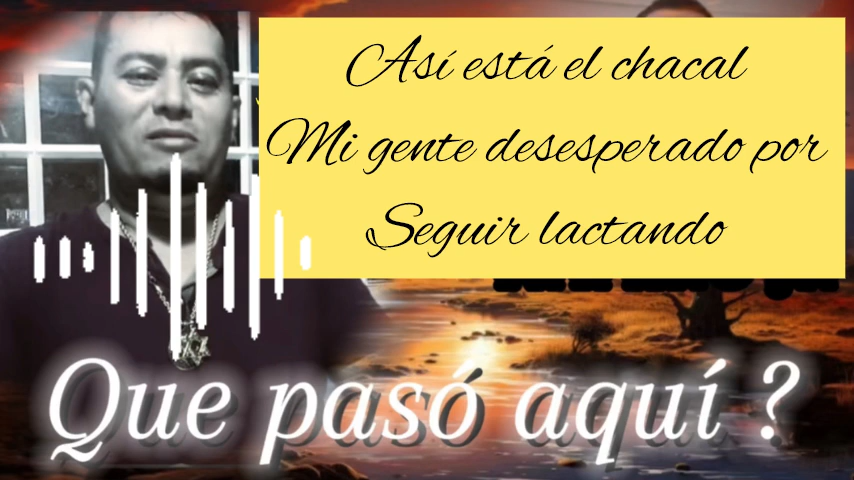 Así está el chacal
Mi gente desesperado por
Seguir lactando
Que pasó aquí ?